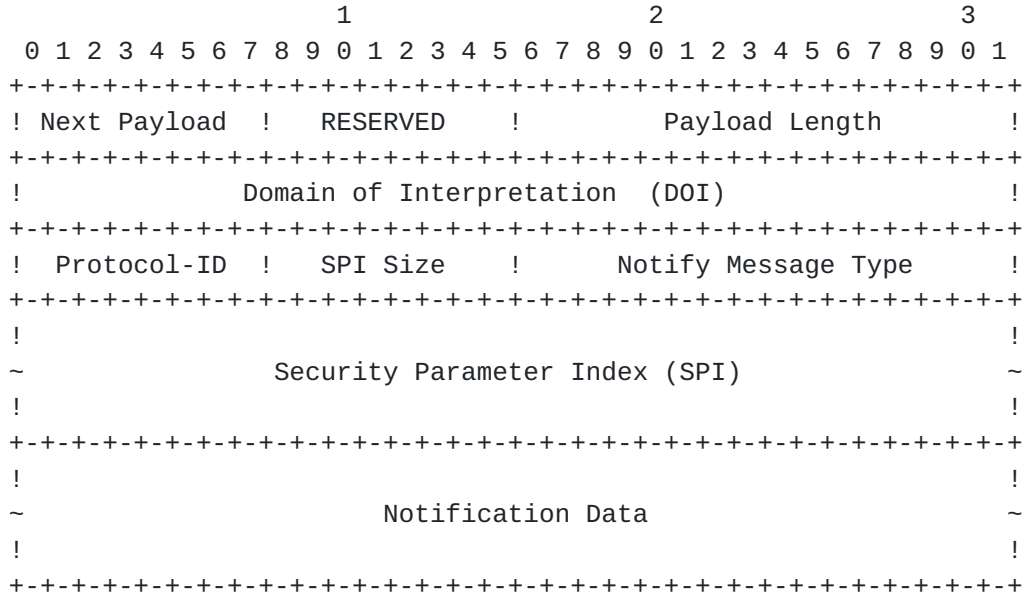 1                   2                   3
 0 1 2 3 4 5 6 7 8 9 0 1 2 3 4 5 6 7 8 9 0 1 2 3 4 5 6 7 8 9 0 1
+-+-+-+-+-+-+-+-+-+-+-+-+-+-+-+-+-+-+-+-+-+-+-+-+-+-+-+-+-+-+-+-+
! Next Payload  !   RESERVED    !         Payload Length        !
+-+-+-+-+-+-+-+-+-+-+-+-+-+-+-+-+-+-+-+-+-+-+-+-+-+-+-+-+-+-+-+-+
!              Domain of Interpretation  (DOI)                  !
+-+-+-+-+-+-+-+-+-+-+-+-+-+-+-+-+-+-+-+-+-+-+-+-+-+-+-+-+-+-+-+-+
!  Protocol-ID  !   SPI Size    !      Notify Message Type      !
+-+-+-+-+-+-+-+-+-+-+-+-+-+-+-+-+-+-+-+-+-+-+-+-+-+-+-+-+-+-+-+-+
!                                                               !
~                Security Parameter Index (SPI)                 ~
!                                                               !
+-+-+-+-+-+-+-+-+-+-+-+-+-+-+-+-+-+-+-+-+-+-+-+-+-+-+-+-+-+-+-+-+
!                                                               !
~                       Notification Data                       ~
!                                                               !
+-+-+-+-+-+-+-+-+-+-+-+-+-+-+-+-+-+-+-+-+-+-+-+-+-+-+-+-+-+-+-+-+